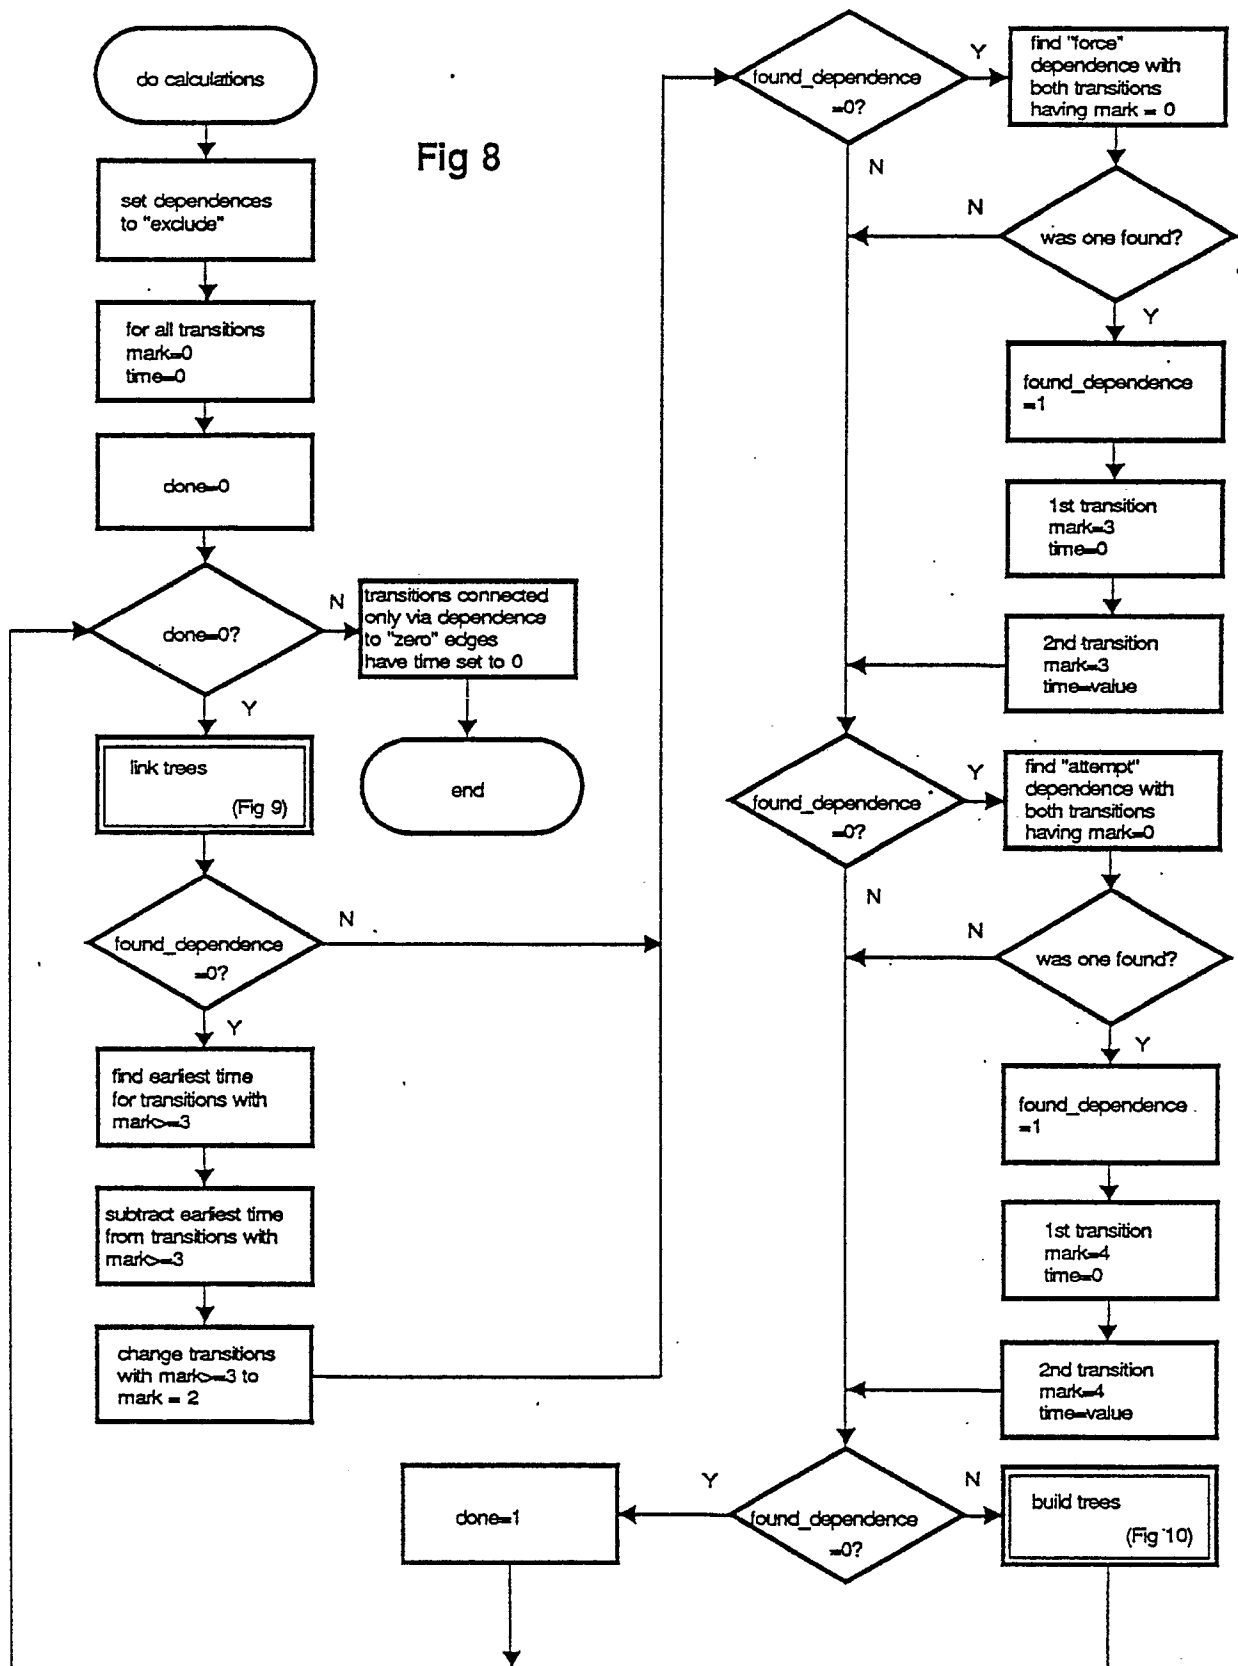 do calculations
Fig 8
set dependences
to "exclude"
for all transitions
mark=0
time=0
done=0
done=0?
N
Y
transitions connected
only via dependence
to "zero" edges
have time set to 0
end
link trees
(Fig 9)
found_dependence
=0?
N
Y
find earliest time
for transitions with
mark>=3
subtract earliest time
from transitions with
mark>=3
change transitions
with mark>=3 to
mark = 2
found_dependence
=0?
Y
N
find "force"
dependence with
both transitions
having mark = 0
was one found?
N
Y
found_dependence
=1
1st transition
mark=3
time=0
2nd transition
mark=3
time=value
found_dependence
=0?
Y
N
find "attempt"
dependence with
both transitions
having mark=0
was one found?
N
Y
found_dependence
=1
1st transition
mark=4
time=0
2nd transition
mark=4
time=value
found_dependence
=0?
Y
N
done=1
build trees
(Fig 10)